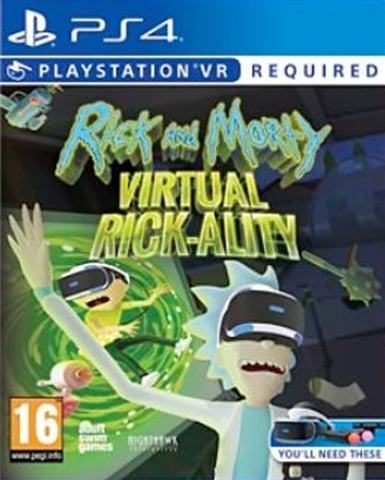 PS4
PLAYSTATION®VR REQUIRED
Rick and Morty
VIRTUAL
RICK-ALITY
16
www.pegi.info
[adult swim games]
NIGHTHAWK
YOU'LL NEED THESE